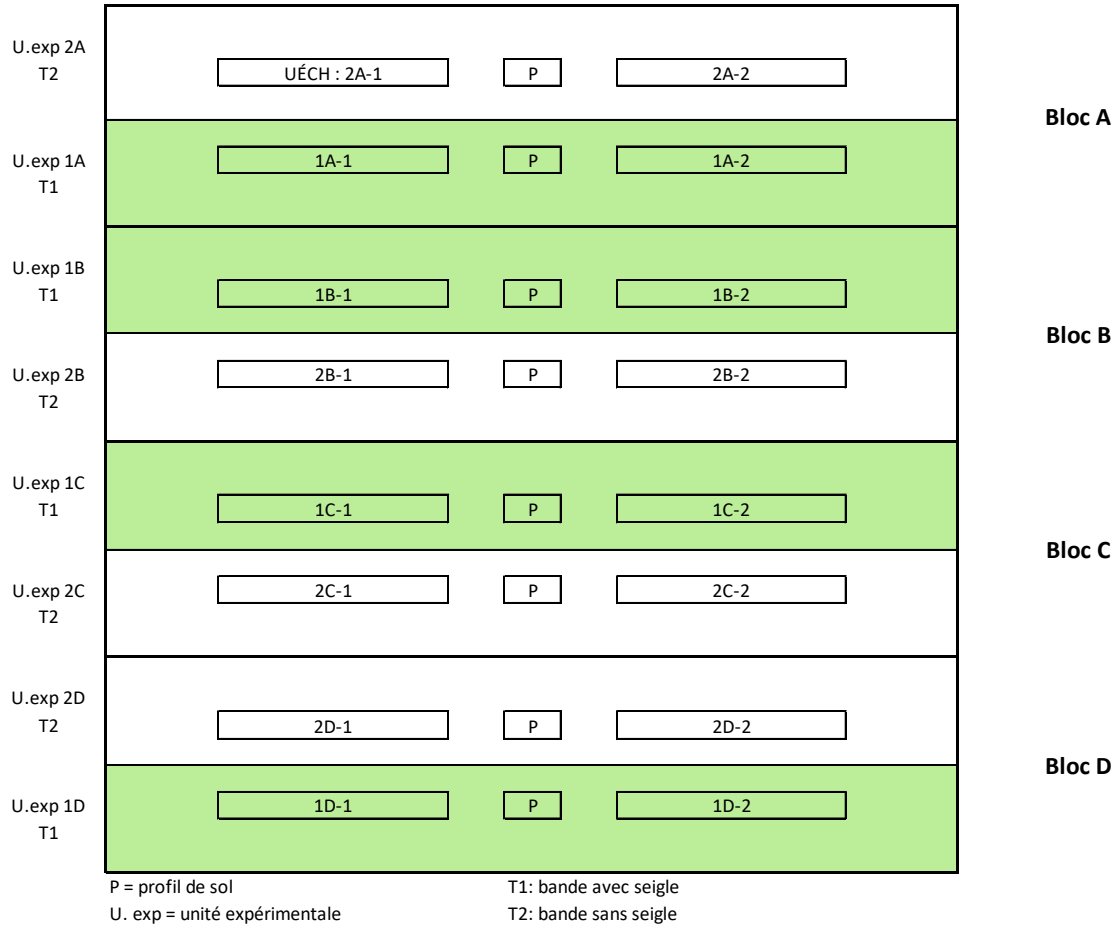 U.exp 2A
T2
UÉCH : 2A-1 P 2A-2
Bloc A
U.exp 1A
T1
1A-1 P 1A-2
U.exp 1B
T1
1B-1 P 1B-2
Bloc B
U.exp 2B
T2
2B-1 P 2B-2
U.exp 1C
T1
1C-1 P 1C-2
Bloc C
U.exp 2C
T2
2C-1 P 2C-2
U.exp 2D
T2
2D-1 P 2D-2
Bloc D
U.exp 1D
T1
1D-1 P 1D-2
P = profil de sol T1: bande avec seigle
U. exp = unité expérimentale T2: bande sans seigle